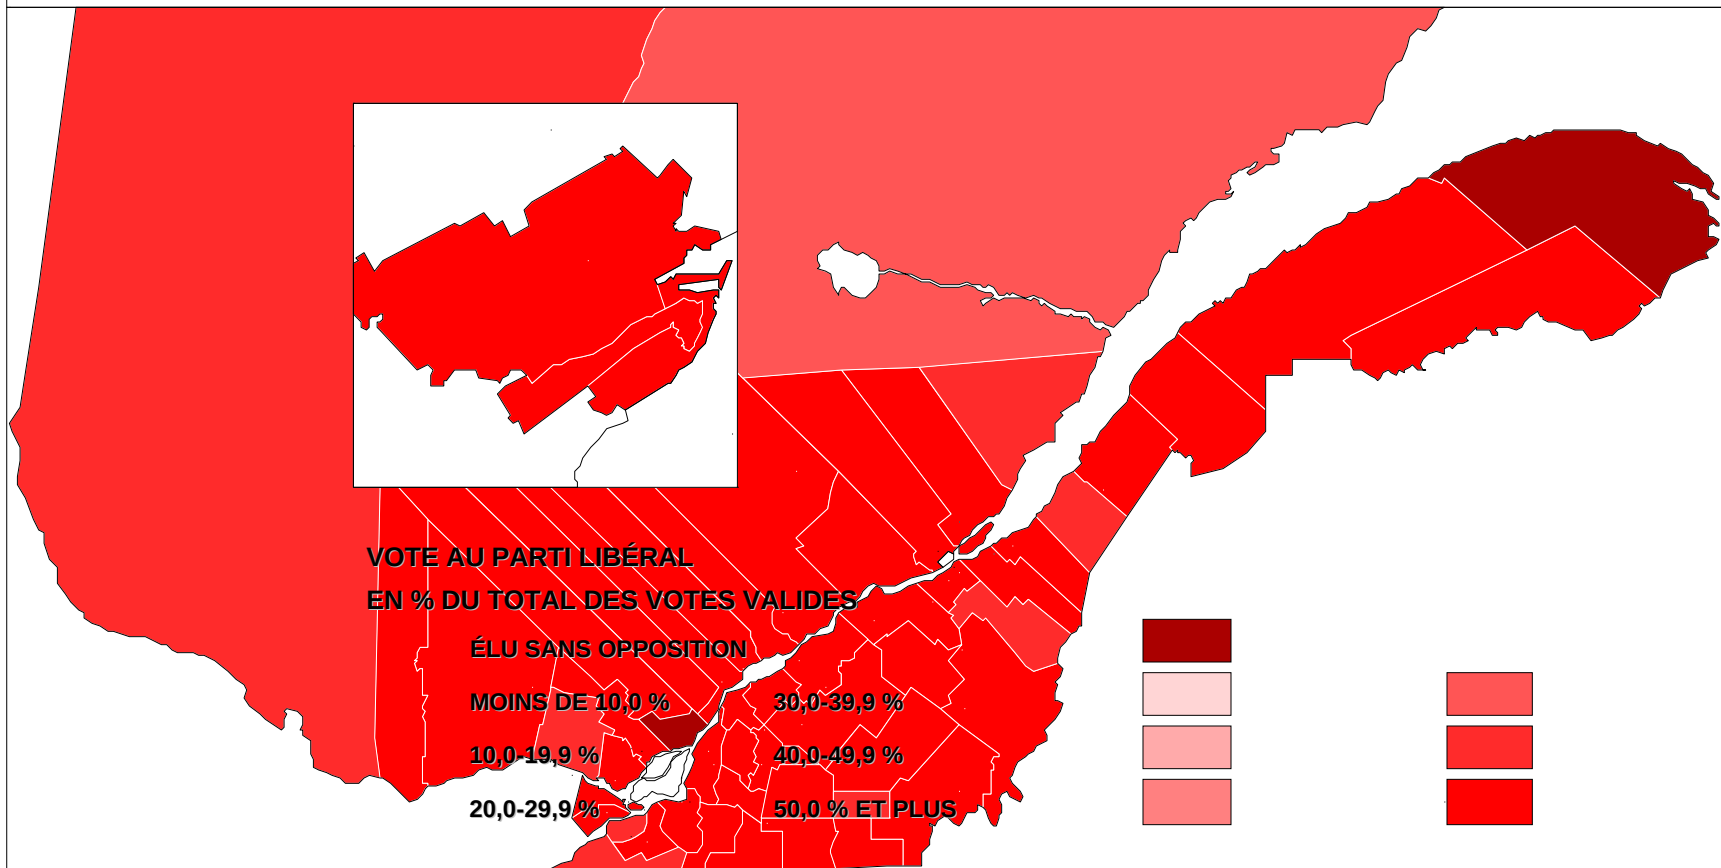 VOTE AU PARTI LIBÉRAL
EN % DU TOTAL DES VOTES VALIDES
ÉLU SANS OPPOSITION
MOINS DE 10,0 % 30,0-39,9 %
10,0-19,9 % 40,0-49,9 %
20,0-29,9 % 50,0 % ET PLUS